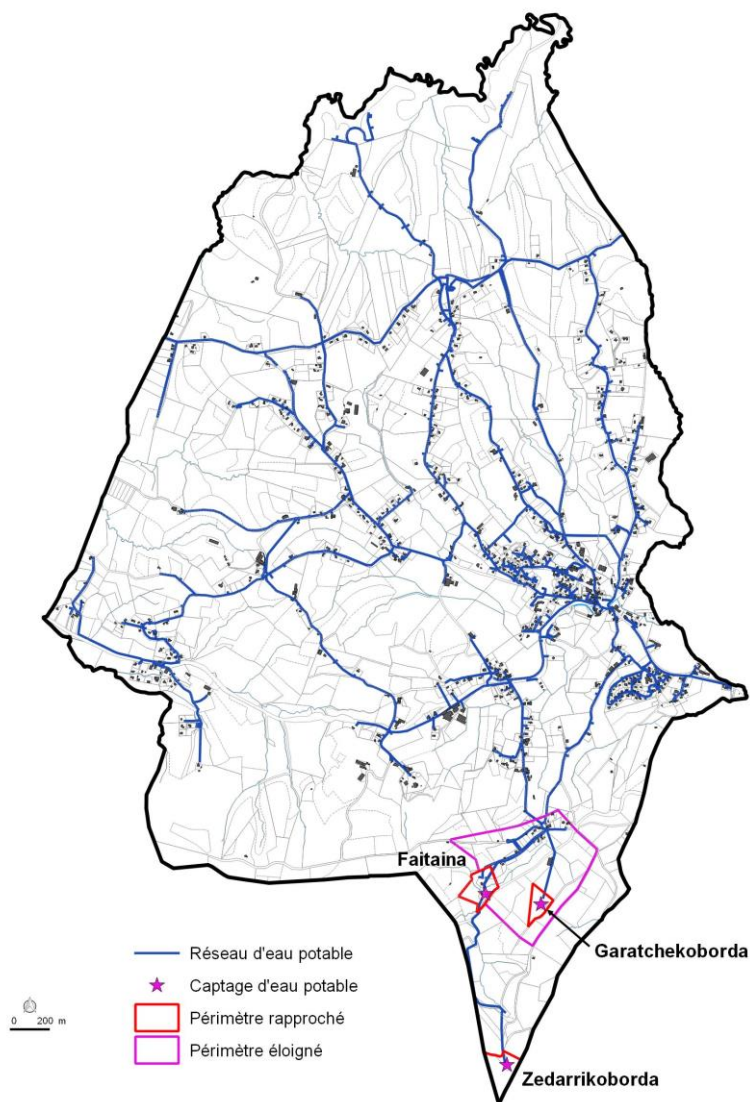 Faitaina
Garatchekoborda
Réseau d'eau potable
Captage d'eau potable
Périmètre rapproché
Périmètre éloigné
0 200 m
Zedarrikoborda